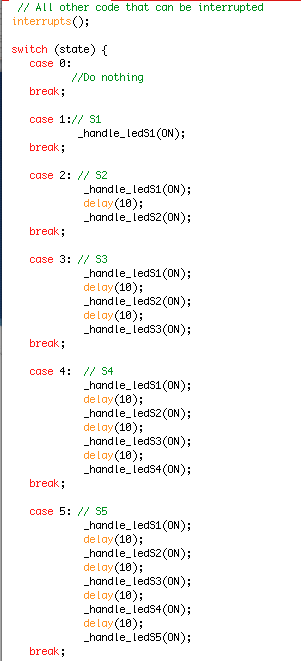 // All other code that can be interrupted
interrupts();
switch (state) {
case 0:
//Do nothing
break;
case 1:// S1
_handle_ledS1(ON);
break;
case 2: // S2
_handle_ledS1(ON);
delay(10);
_handle_ledS2(ON);
break;
case 3: // S3
_handle_ledS1(ON);
delay(10);
_handle_ledS2(ON);
delay(10);
_handle_ledS3(ON);
break;
case 4:  // S4
_handle_ledS1(ON);
delay(10);
_handle_ledS2(ON);
delay(10);
_handle_ledS3(ON);
delay(10);
_handle_ledS4(ON);
break;
case 5: // S5
_handle_ledS1(ON);
delay(10);
_handle_ledS2(ON);
delay(10);
_handle_ledS3(ON);
delay(10);
_handle_ledS4(ON);
delay(10);
_handle_ledS5(ON);
break;